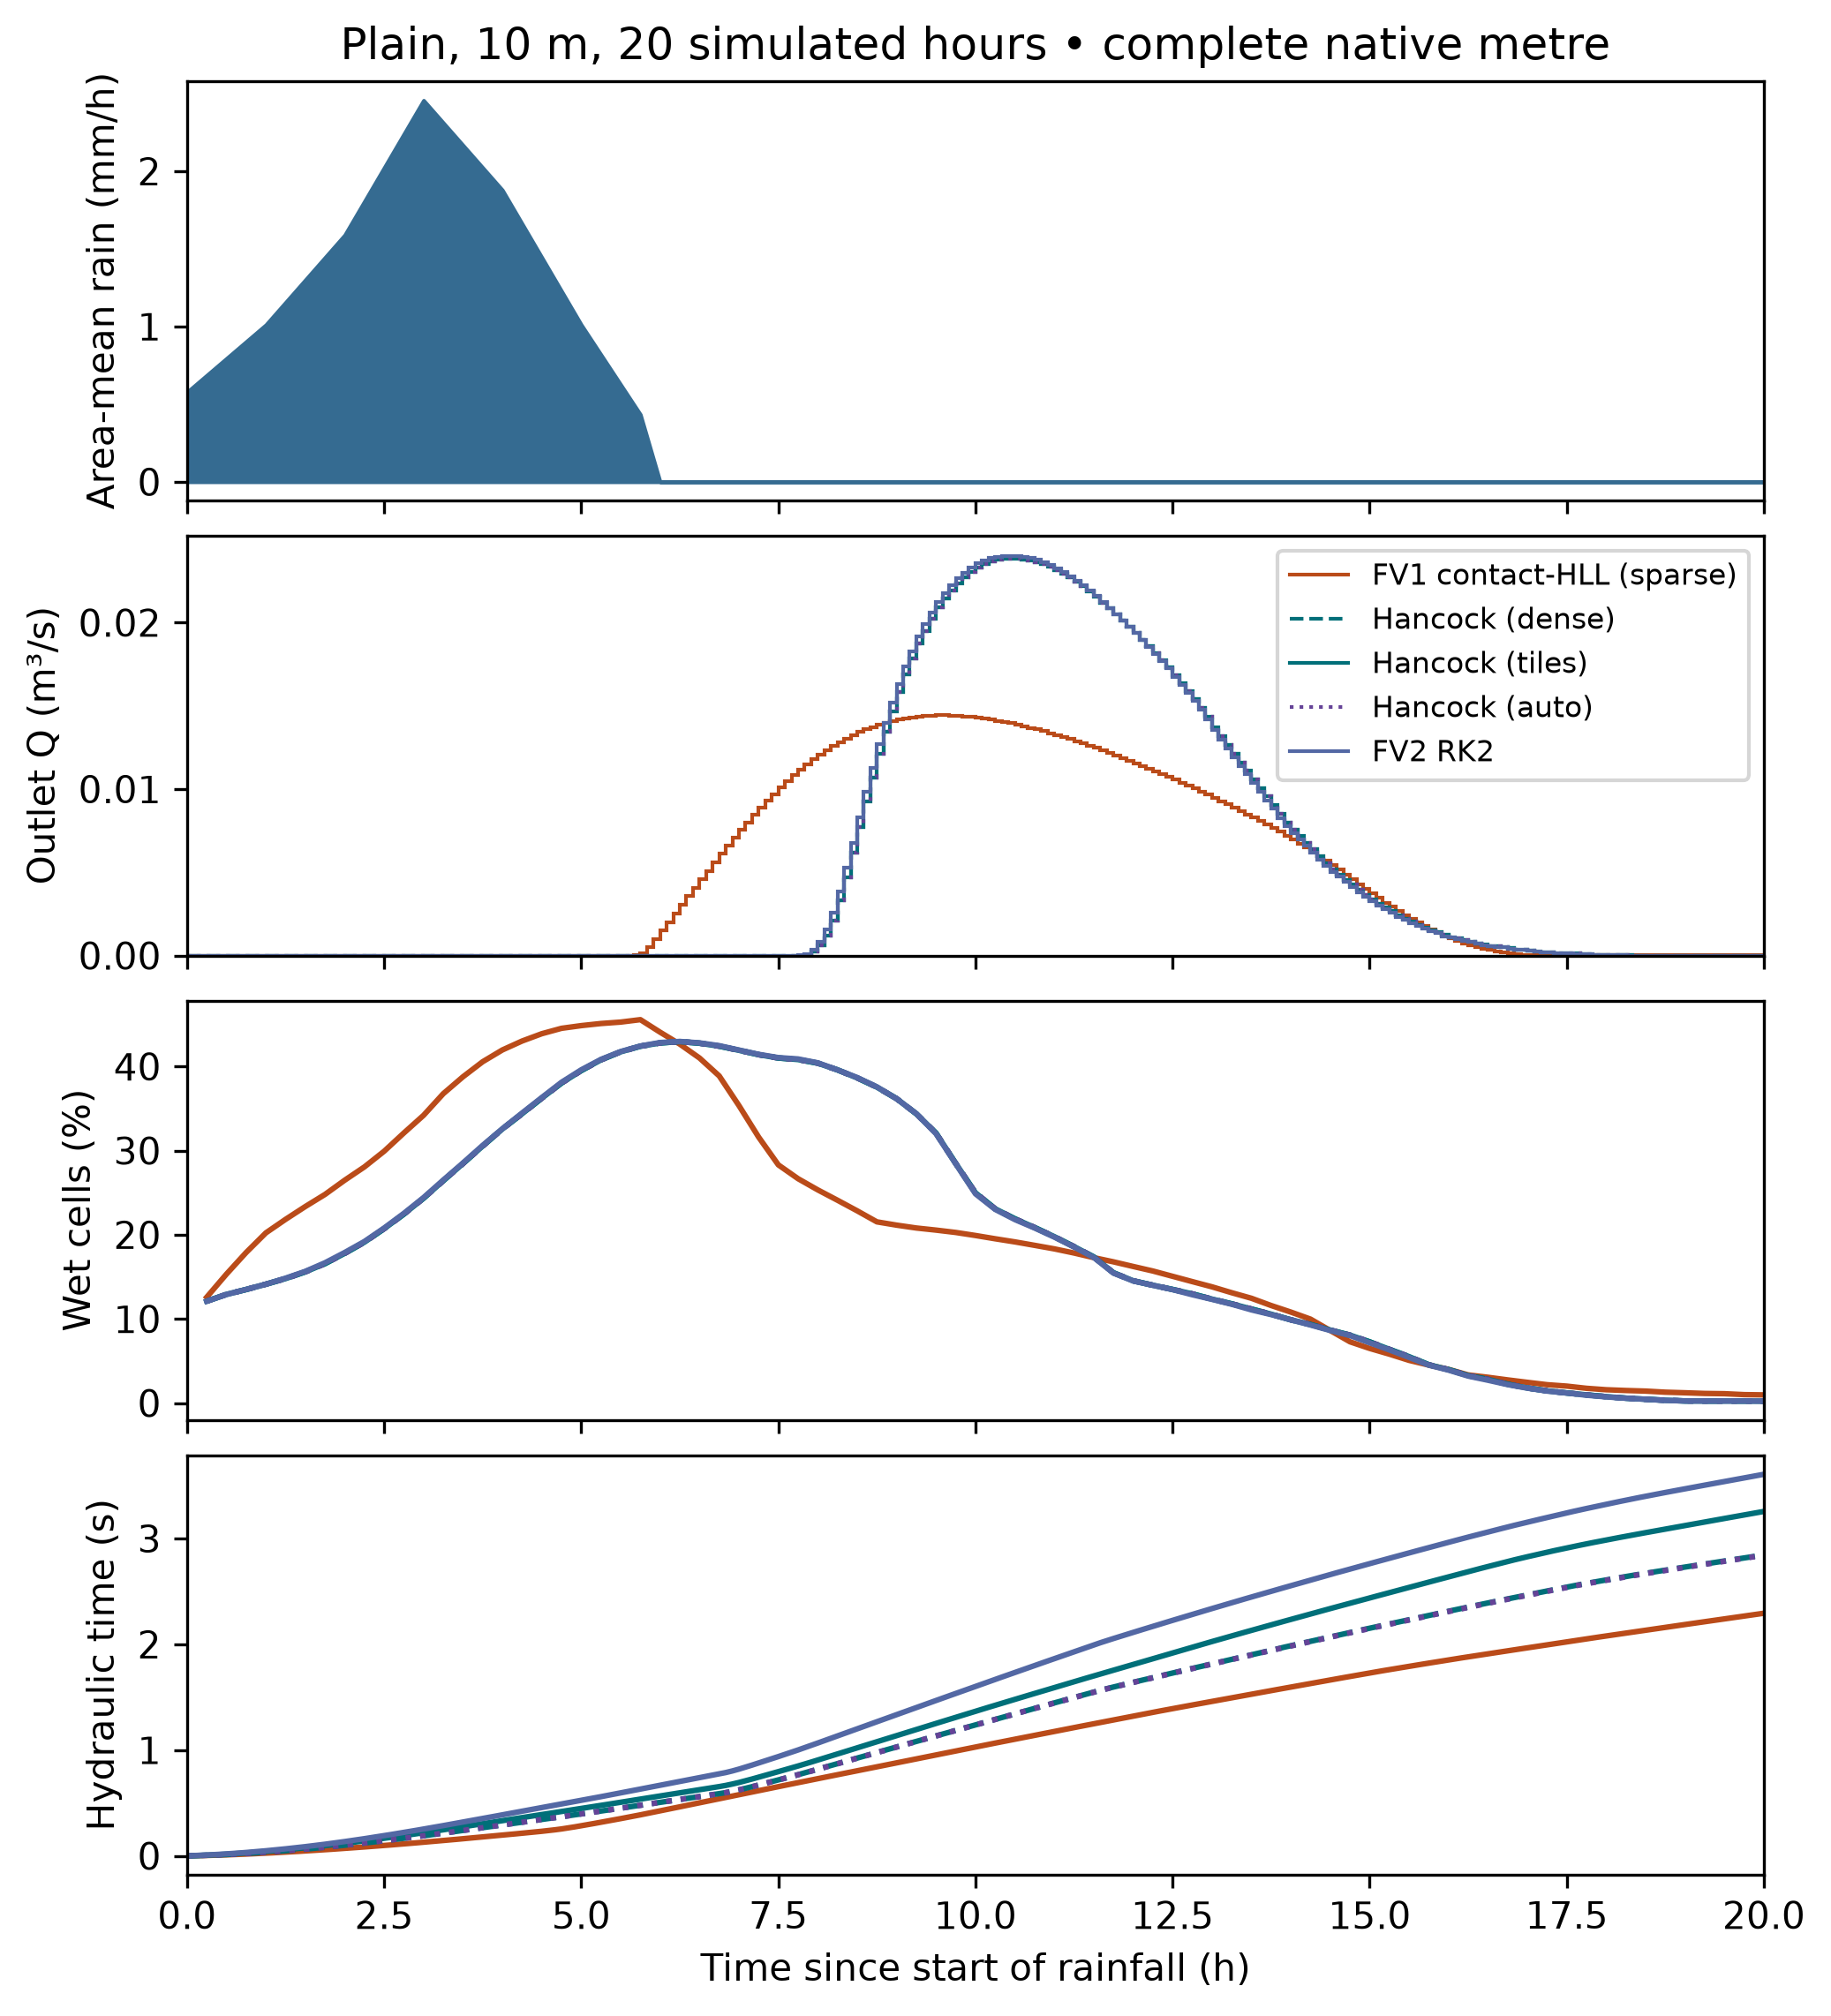 Plain, 10 m, 20 simulated hours • complete native metre
Area-mean rain (mm/h)
2
1
0
Outlet Q (m³/s)
0.02
0.01
0.00
FV1 contact-HLL (sparse)
Hancock (dense)
Hancock (tiles)
Hancock (auto)
FV2 RK2
Wet cells (%)
40
30
20
10
0
Hydraulic time (s)
3
2
1
0
0.0 2.5 5.0 7.5 10.0 12.5 15.0 17.5 20.0
Time since start of rainfall (h)